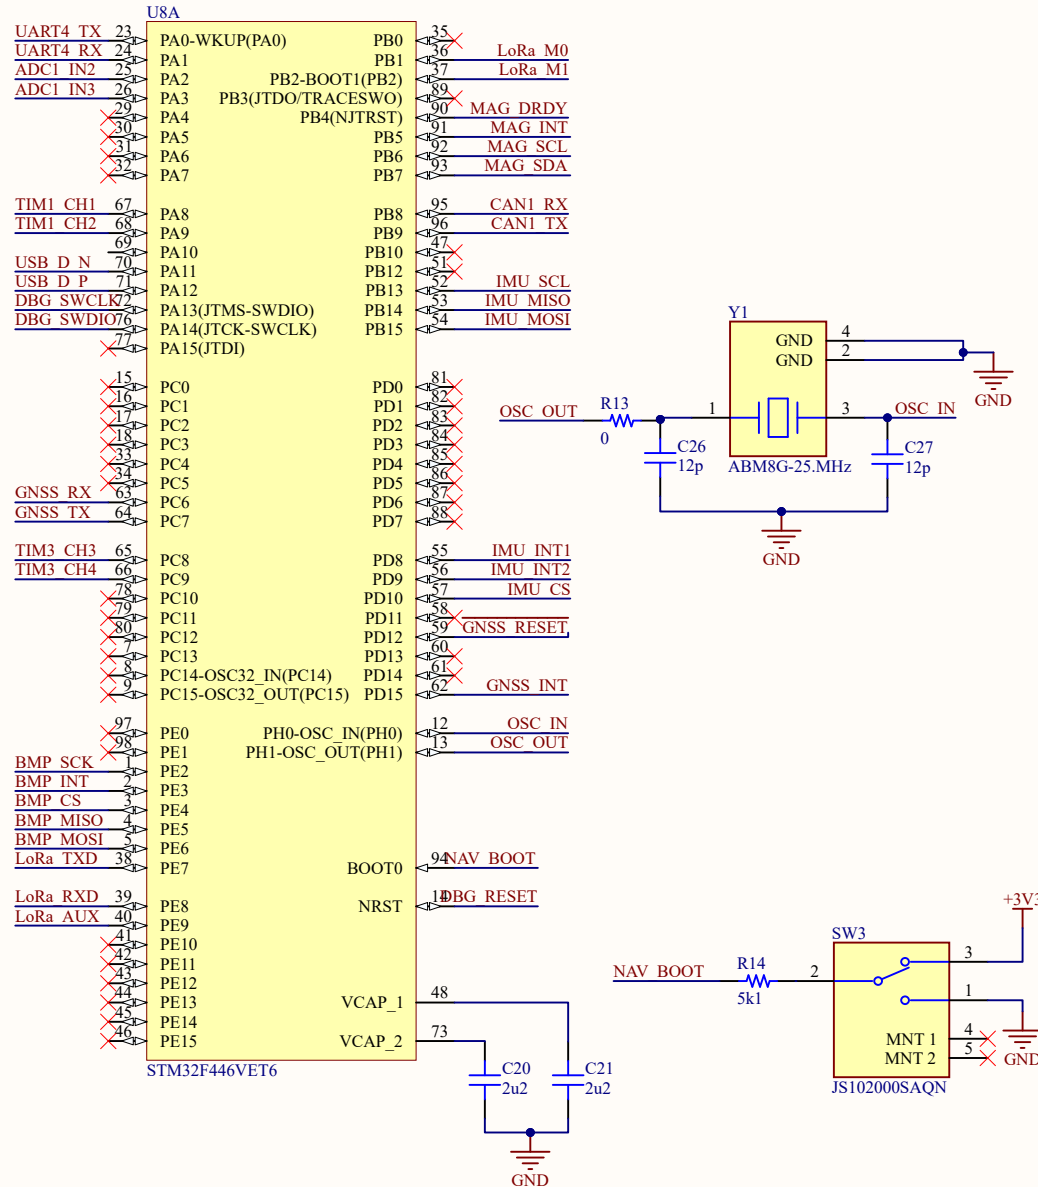 U8A
UART4_TX 23 PA0-WKUP(PA0) PB0 35
UART4_RX 24 PA1 PB1 36 LoRa_M0
ADC1_IN2 25 PA2 PB2-BOOT1(PB2) 37 LoRa_M1
ADC1_IN3 26 PA3 PB3(JTDO/TRACESWO) 89
29 PA4 PB4(NJTRST) 90 MAG_DRDY
30 PA5 PB5 91 MAG_INT
31 PA6 PB6 92 MAG_SCL
32 PA7 PB7 93 MAG_SDA
TIM1_CH1 67 PA8 PB8 95 CAN1_RX
TIM1_CH2 68 PA9 PB9 96 CAN1_TX
69 PA10 PB10 47
USB_D_N 70 PA11 PB12 51
USB_D_P 71 PA12 PB13 52 IMU_SCL
DBG_SWCLK 72 PA13(JTMS-SWDIO) PB14 53 IMU_MISO
DBG_SWDIO 76 PA14(JTCK-SWCLK) PB15 54 IMU_MOSI
77 PA15(JTDI)
15 PC0 PD0 81
16 PC1 PD1 82
17 PC2 PD2 83
18 PC3 PD3 84
33 PC4 PD4 85
34 PC5 PD5 86
GNSS_RX 63 PC6 PD6 87
GNSS_TX 64 PC7 PD7 88
TIM3_CH3 65 PC8 PD8 55 IMU_INT1
TIM3_CH4 66 PC9 PD9 56 IMU_INT2
78 PC10 PD10 57 IMU_CS
79 PC11 PD11 58
80 PC12 PD12 59 GNSS_RESET
7 PC13 PD13 60
8 PC14-OSC32_IN(PC14) PD14 61
9 PC15-OSC32_OUT(PC15) PD15 62 GNSS_INT
97 PE0 PH0-OSC_IN(PH0) 12 OSC_IN
98 PE1 PH1-OSC_OUT(PH1) 13 OSC_OUT
BMP_SCK 1 PE2
BMP_INT 2 PE3
BMP_CS 3 PE4
BMP_MISO 4 PE5
BMP_MOSI 5 PE6
LoRa_TXD 38 PE7 BOOT0 94 NAV_BOOT
LoRa_RXD 39 PE8 NRST 14 DBG_RESET
LoRa_AUX 40 PE9
41 PE10
42 PE11
43 PE12
44 PE13 VCAP_1 48
45 PE14
46 PE15 VCAP_2 73
STM32F446VET6
C20
2u2
C21
2u2
GND
Y1
GND 4
GND 2
GND
OSC_OUT R13 1 3 OSC_IN
0
C26
12p
C27
12p
ABM8G-25.MHz
GND
+3V3
SW3
3
NAV_BOOT R14 2
5k1
1
MNT 1 4
MNT 2 5
GND
JS102000SAQN